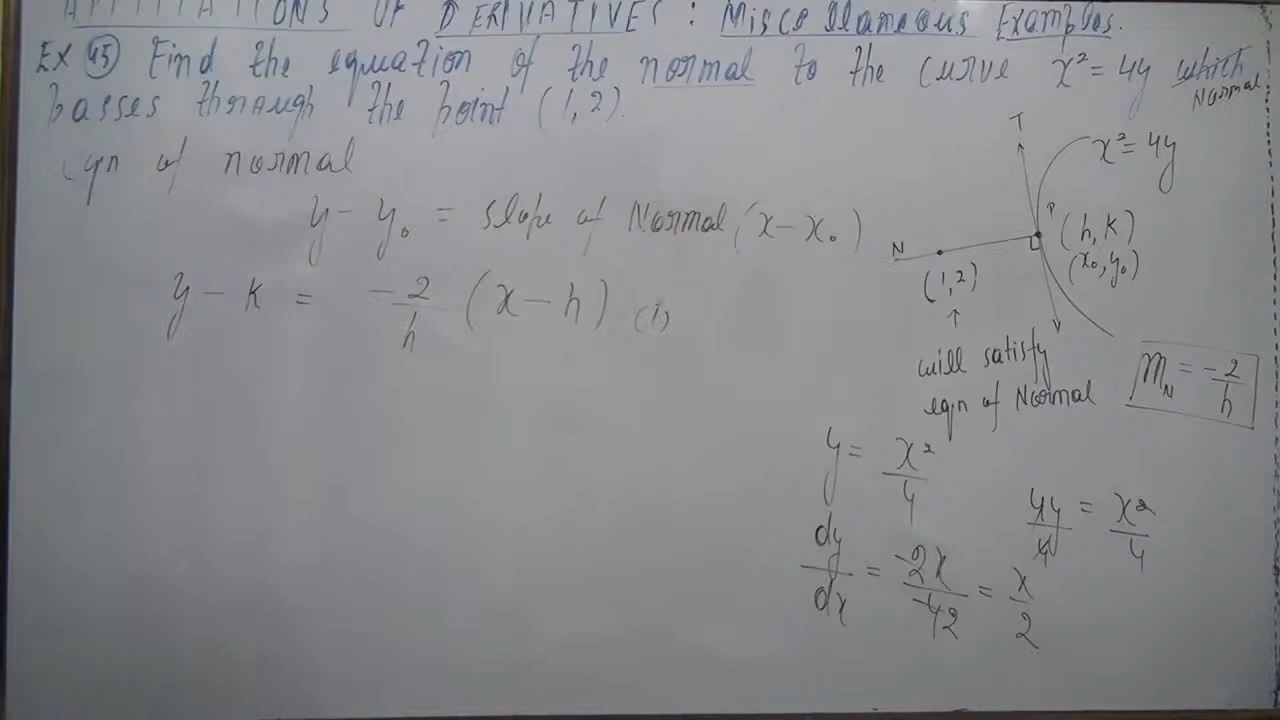 APPLICATIONS OF DERIVATIVES : Miscellaneous Examples.
Ex 45 Find the equation of the normal to the curve x² = 4y which
Normal
passes through the point (1, 2).
eqn of normal
y - y₀ = slope of Normal (x - x₀)
y - k = -2/h (x - h) (1)
T
x² = 4y
P
(h, k)
(x₀, y₀)
N
(1, 2)
↑
will satisfy
eqn of Normal
M_N = -2/h
y = x²/4
4y/4 = x²/4
dy/dx = 2x/42 = x/2